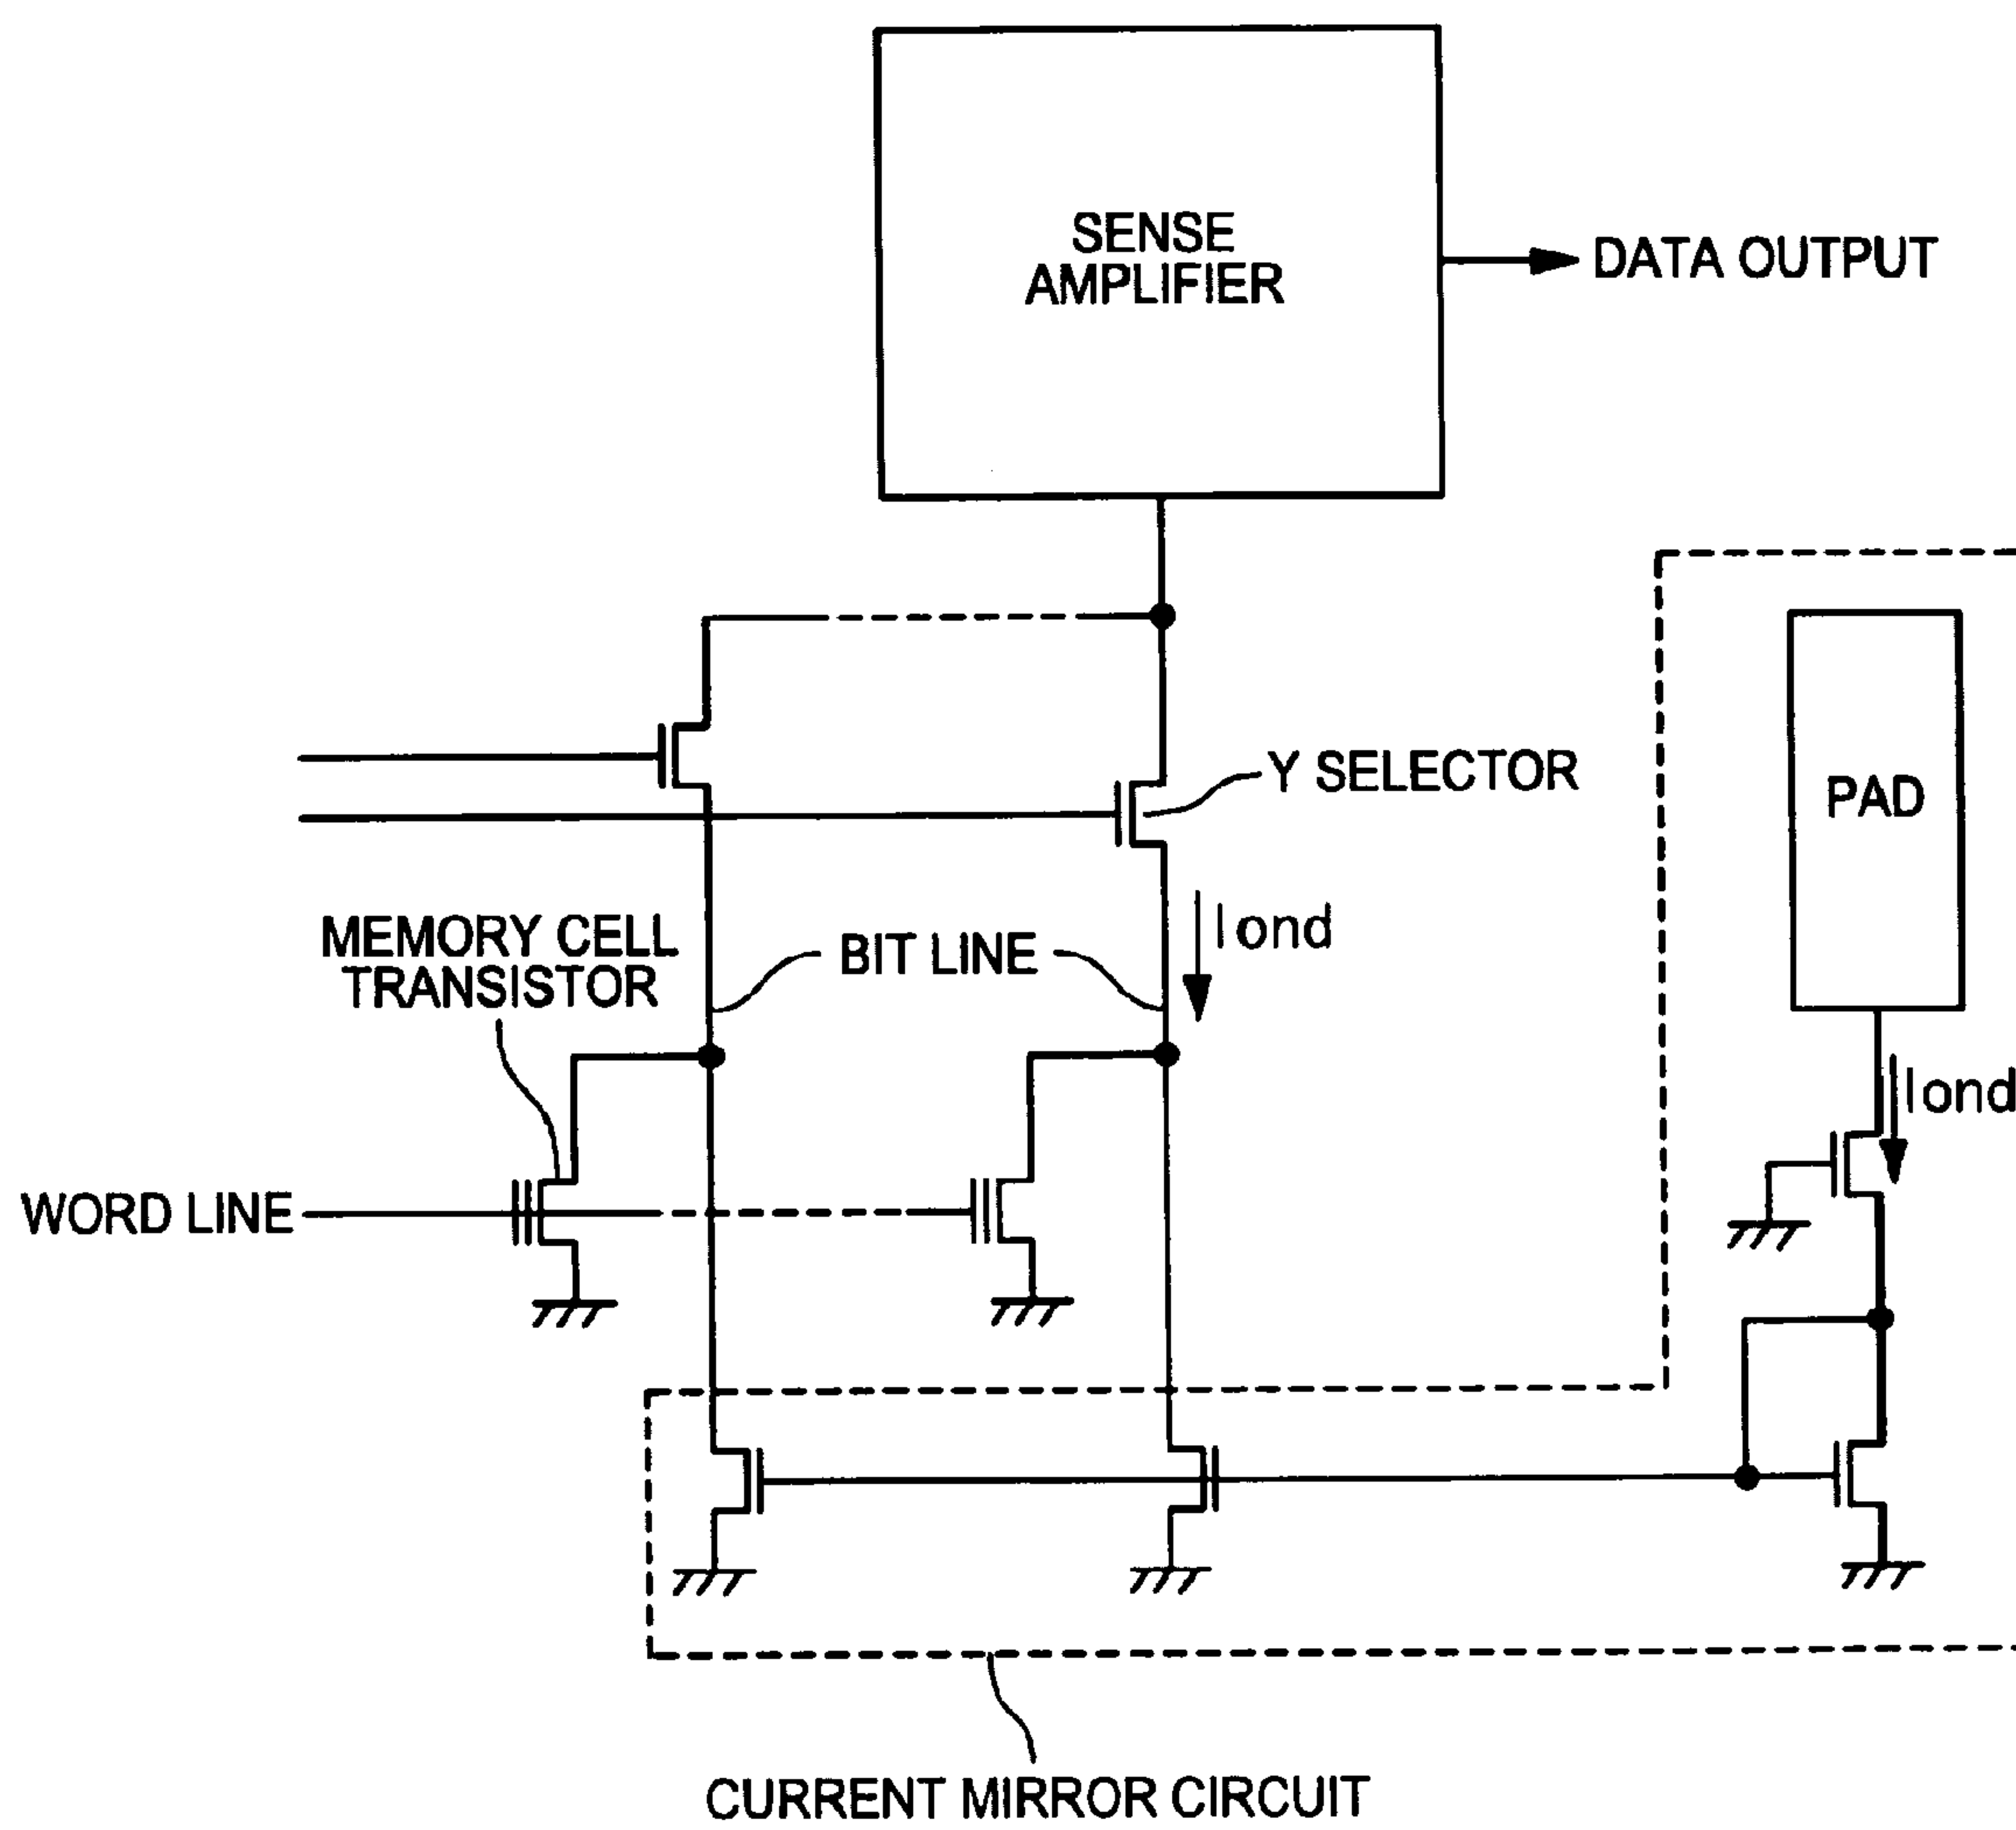 SENSE
AMPLIFIER
DATA OUTPUT
Y SELECTOR
PAD
Iond
MEMORY CELL
TRANSISTOR
BIT LINE
Iond
WORD LINE
CURRENT MIRROR CIRCUIT